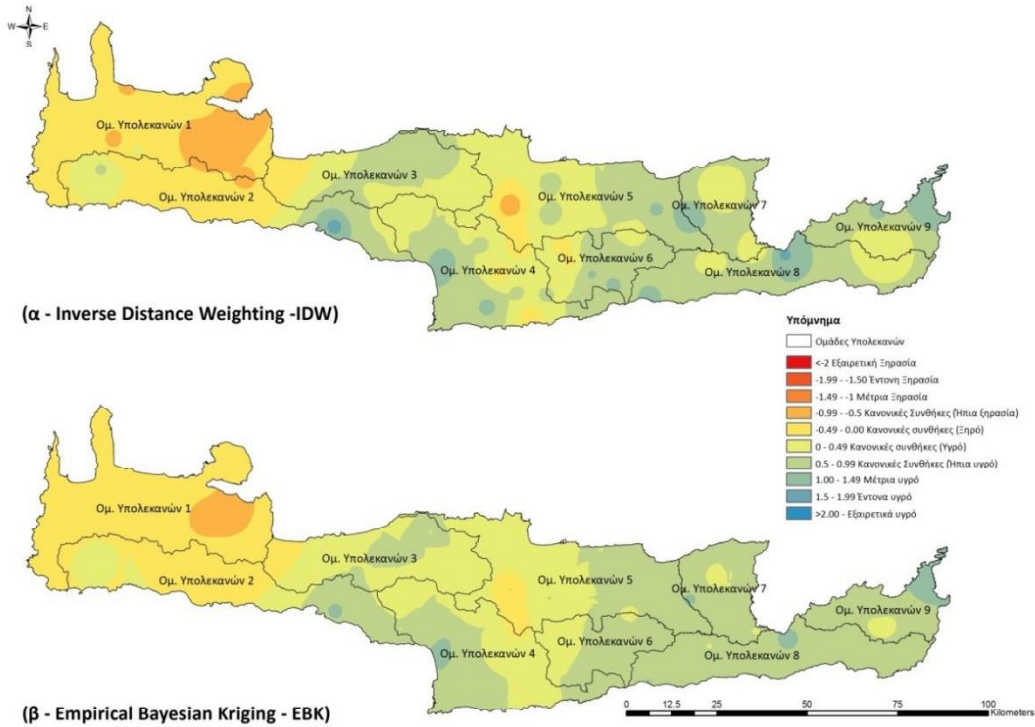 N
W E
S
Ομ. Υπολεκανών 1
Ομ. Υπολεκανών 2
Ομ. Υπολεκανών 3
Ομ. Υπολεκανών 4
Ομ. Υπολεκανών 5
Ομ. Υπολεκανών 6
Ομ. Υπολεκανών 7
Ομ. Υπολεκανών 8
Ομ. Υπολεκανών 9
(α - Inverse Distance Weighting -IDW)
Υπόμνημα
Ομάδες Υπολεκανών
<-2 Εξαιρετική Ξηρασία
-1.99 - -1.50 Έντονη Ξηρασία
-1.49 - -1 Μέτρια Ξηρασία
-0.99 - -0.5 Κανονικές Συνθήκες (Ήπια ξηρασία)
-0.49 - 0.00 Κανονικές συνθήκες (Ξηρό)
0 - 0.49 Κανονικές συνθήκες (Υγρό)
0.5 - 0.99 Κανονικές Συνθήκες (Ήπια υγρό)
1.00 - 1.49 Μέτρια υγρό
1.5 - 1.99 Έντονα υγρό
>2.00 - Εξαιρετικά υγρό
Ομ. Υπολεκανών 1
Ομ. Υπολεκανών 2
Ομ. Υπολεκανών 3
Ομ. Υπολεκανών 4
Ομ. Υπολεκανών 5
Ομ. Υπολεκανών 6
Ομ. Υπολεκανών 7
Ομ. Υπολεκανών 8
Ομ. Υπολεκανών 9
(β - Empirical Bayesian Kriging - EBK)
0 12.5 25 50 75 100
Kilometers